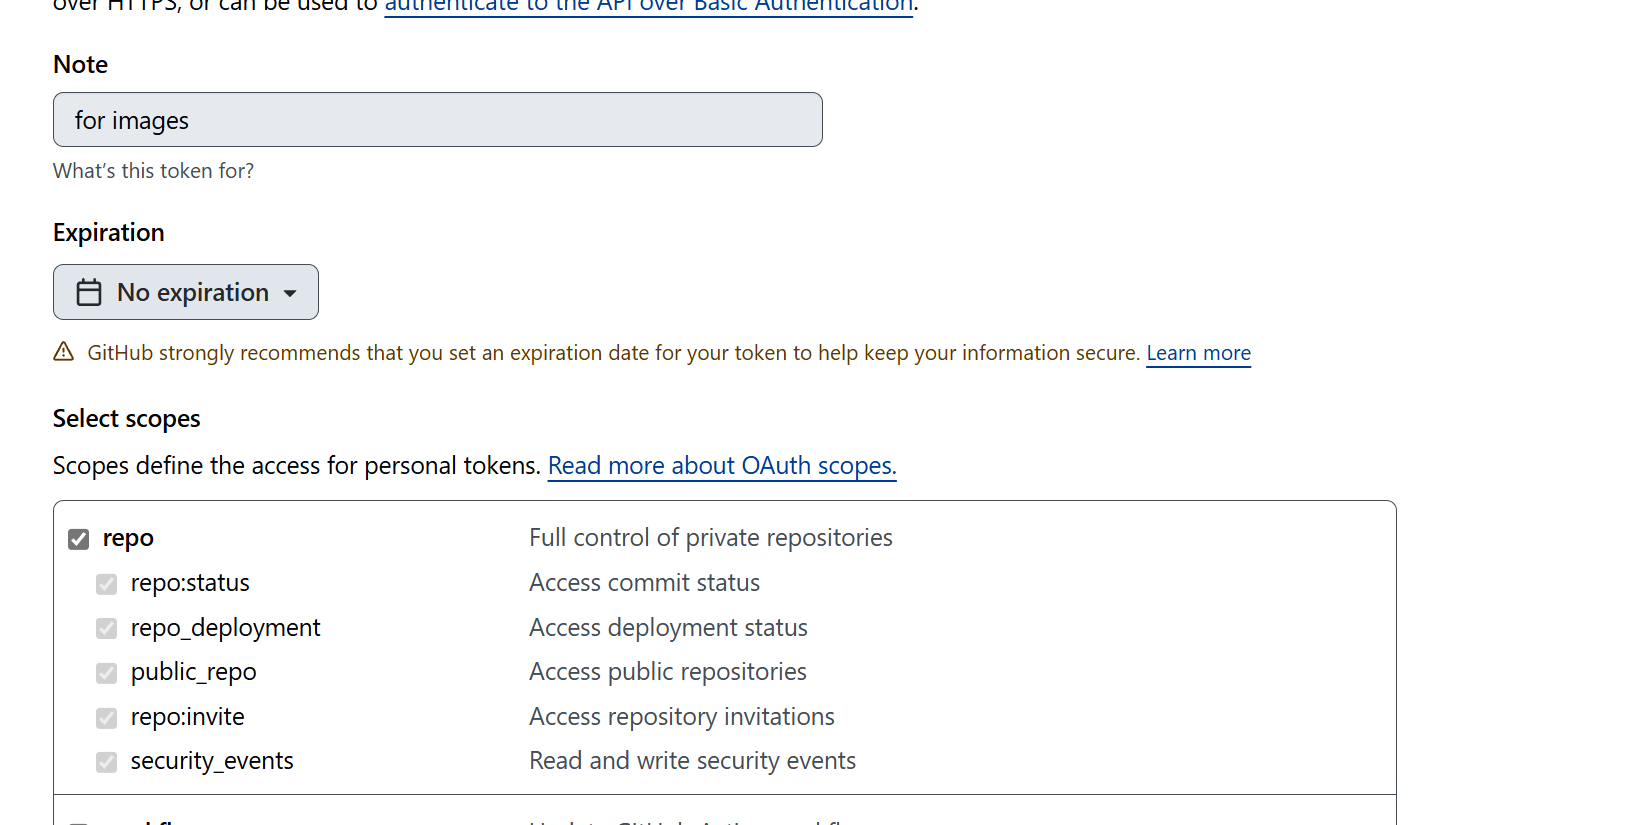 over HTTPS, or can be used to authenticate to the API over Basic Authentication.
Note
for images
What's this token for?
Expiration
No expiration
GitHub strongly recommends that you set an expiration date for your token to help keep your information secure. Learn more
Select scopes
Scopes define the access for personal tokens. Read more about OAuth scopes.
repo Full control of private repositories
repo:status Access commit status
repo_deployment Access deployment status
public_repo Access public repositories
repo:invite Access repository invitations
security_events Read and write security events